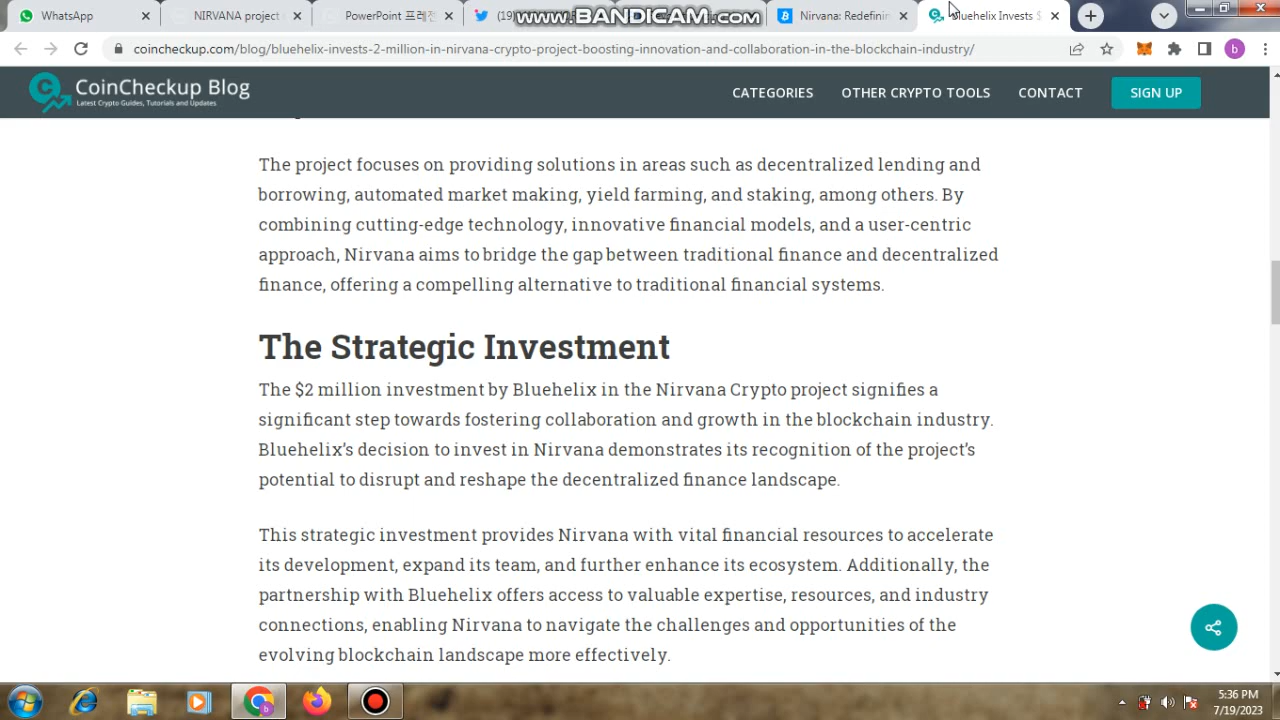 WhatsApp
NIRVANA project
PowerPoint 프레젠
(19)
www.BANDICAM.com
Nirvana: Redefinin
Bluehelix Invests $
coincheckup.com/blog/bluehelix-invests-2-million-in-nirvana-crypto-project-boosting-innovation-and-collaboration-in-the-blockchain-industry/
b
CoinCheckup Blog
Latest Crypto Guides, Tutorials and Updates
CATEGORIES
OTHER CRYPTO TOOLS
CONTACT
SIGN UP
The project focuses on providing solutions in areas such as decentralized lending and
borrowing, automated market making, yield farming, and staking, among others. By
combining cutting-edge technology, innovative financial models, and a user-centric
approach, Nirvana aims to bridge the gap between traditional finance and decentralized
finance, offering a compelling alternative to traditional financial systems.
The Strategic Investment
The $2 million investment by Bluehelix in the Nirvana Crypto project signifies a
significant step towards fostering collaboration and growth in the blockchain industry.
Bluehelix's decision to invest in Nirvana demonstrates its recognition of the project's
potential to disrupt and reshape the decentralized finance landscape.
This strategic investment provides Nirvana with vital financial resources to accelerate
its development, expand its team, and further enhance its ecosystem. Additionally, the
partnership with Bluehelix offers access to valuable expertise, resources, and industry
connections, enabling Nirvana to navigate the challenges and opportunities of the
evolving blockchain landscape more effectively.
5:36 PM
7/19/2023